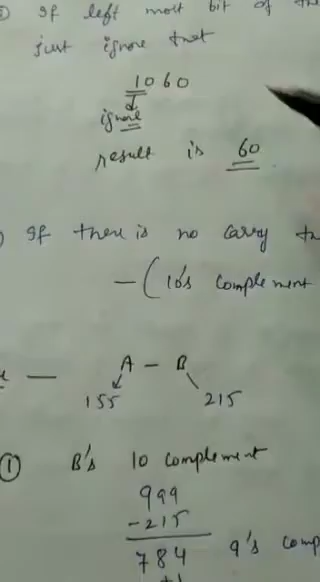 If left most bit of
just ignore that
1060
ignore
result is 60
If there is no carry
- (10's complement
A - B
155 215
① B's 10 complement
999
-215
784 9's comp
+1